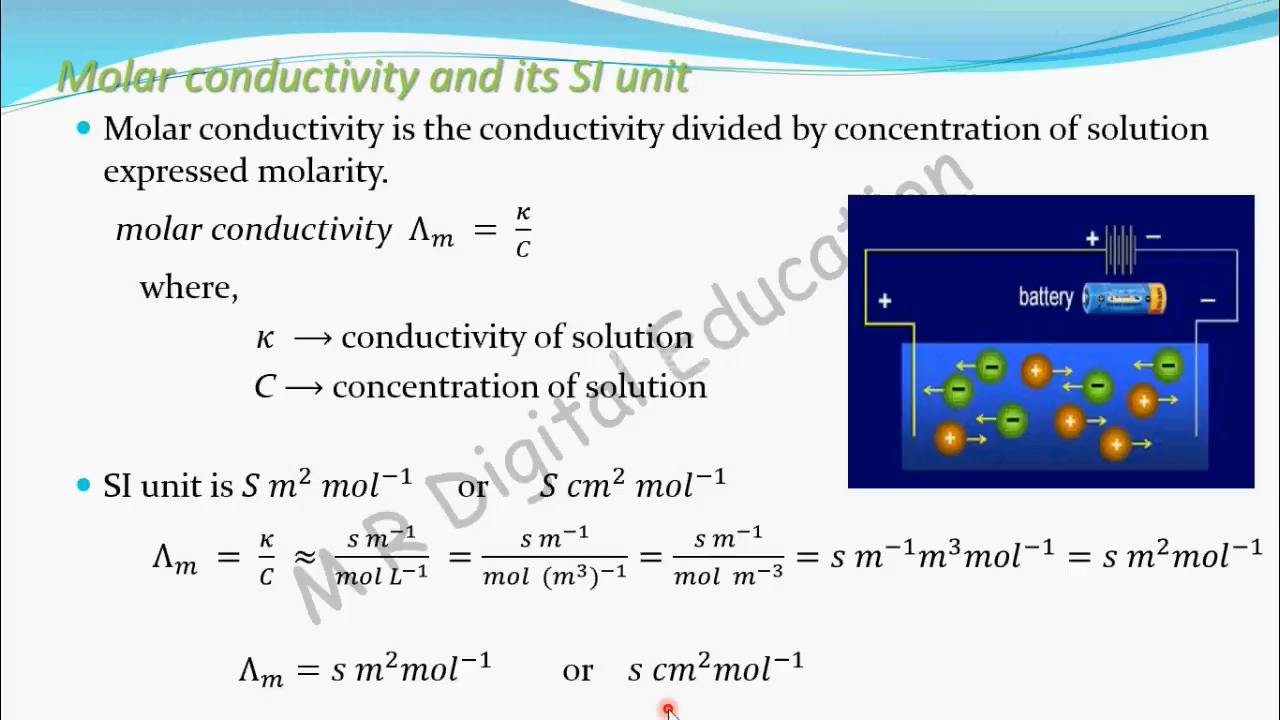 Molar conductivity and its SI unit
• Molar conductivity is the conductivity divided by concentration of solution
expressed molarity.
molar conductivity Λₘ = κ/C
where,
κ ⟶ conductivity of solution
C ⟶ concentration of solution
+ −
battery
+ −
− + − − − + − + + +
• SI unit is S m² mol⁻¹ or S cm² mol⁻¹
Λₘ = κ/C ≈ s m⁻¹/mol L⁻¹ = s m⁻¹/mol (m³)⁻¹ = s m⁻¹/mol m⁻³ = s m⁻¹m³mol⁻¹ = s m²mol⁻¹
Λₘ = s m²mol⁻¹ or s cm²mol⁻¹
M R Digital Education